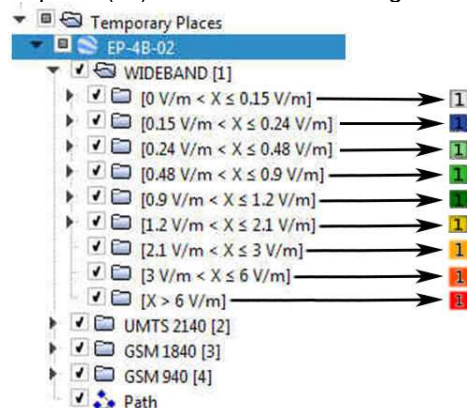 Temporary Places
EP-4B-02
WIDEBAND [1]
[0 V/m < X ≤ 0.15 V/m] 1
[0.15 V/m < X ≤ 0.24 V/m] 1
[0.24 V/m < X ≤ 0.48 V/m] 1
[0.48 V/m < X ≤ 0.9 V/m] 1
[0.9 V/m < X ≤ 1.2 V/m] 1
[1.2 V/m < X ≤ 2.1 V/m] 1
[2.1 V/m < X ≤ 3 V/m] 1
[3 V/m < X ≤ 6 V/m] 1
[X > 6 V/m] 1
UMTS 2140 [2]
GSM 1840 [3]
GSM 940 [4]
Path